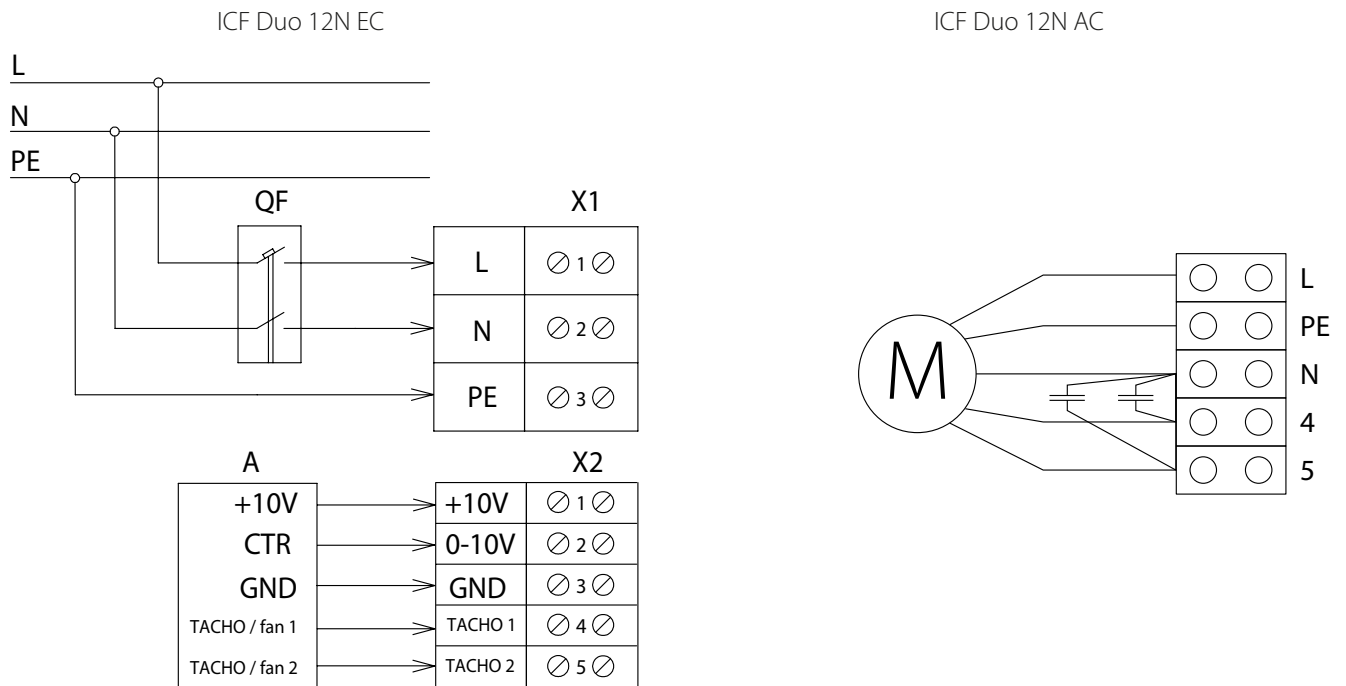 ICF Duo 12N EC
L
N
PE
QF
X1
L 1
N 2
PE 3
A
X2
+10V +10V 1
CTR 0-10V 2
GND GND 3
TACHO / fan 1 TACHO 1 4
TACHO / fan 2 TACHO 2 5
ICF Duo 12N AC
M
L
PE
N
4
5